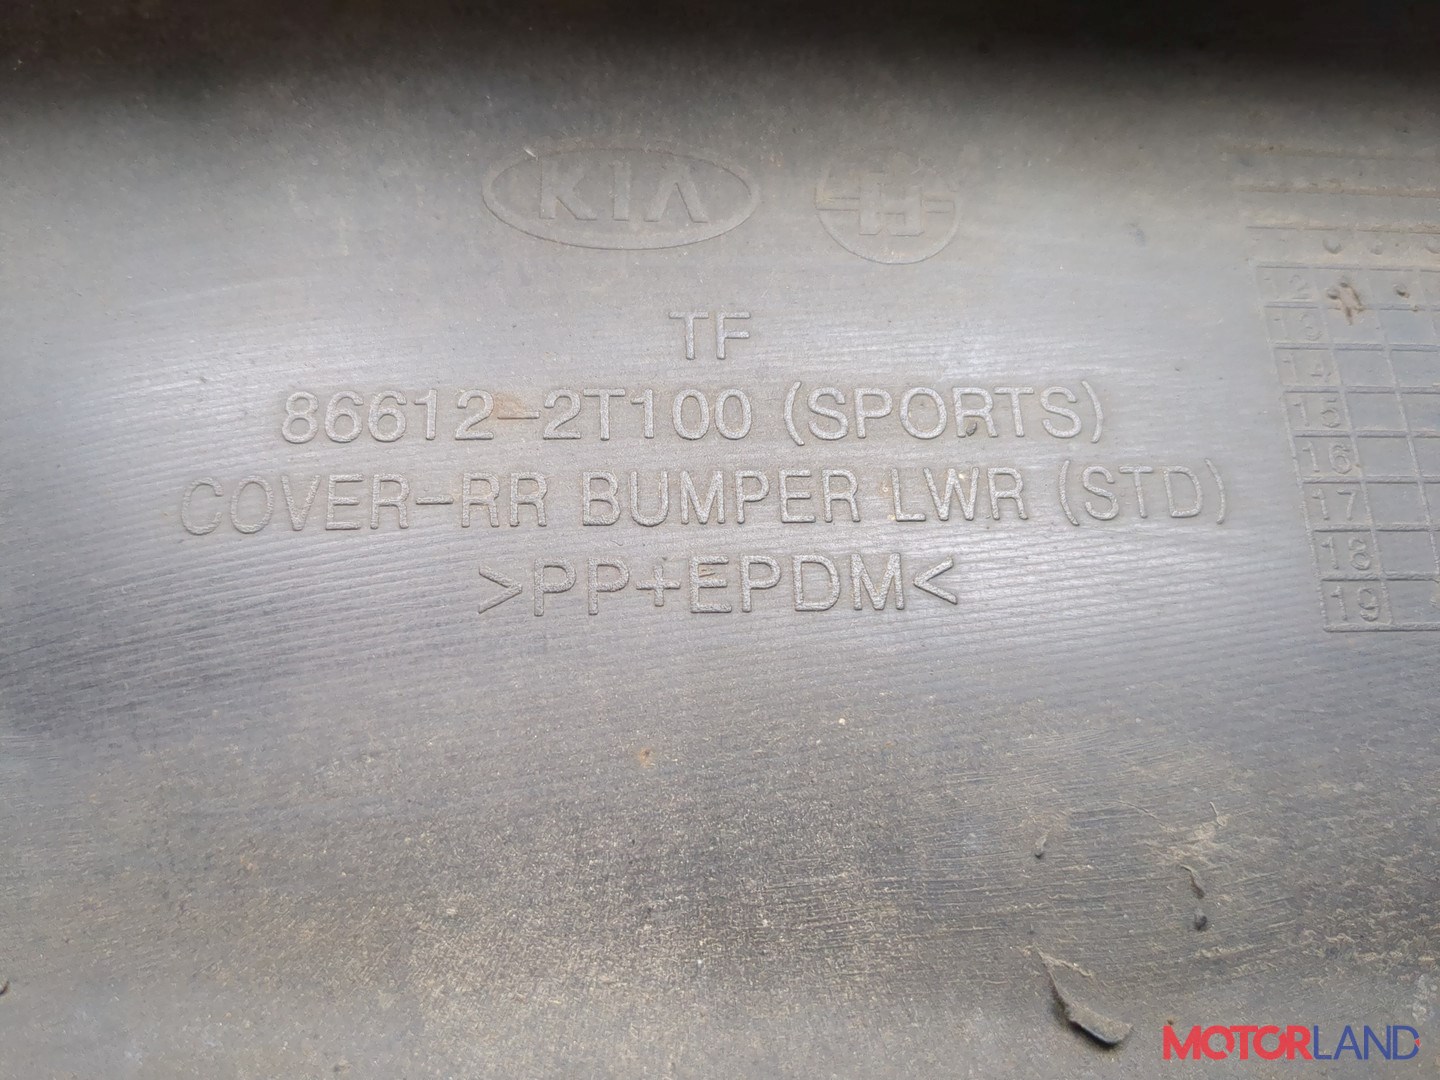 KIA
TF
86612-2T100 (SPORTS)
COVER-RR BUMPER LWR (STD)
>PP+EPDM<
12
13
14
15
16
17
18
19
MOTORLAND